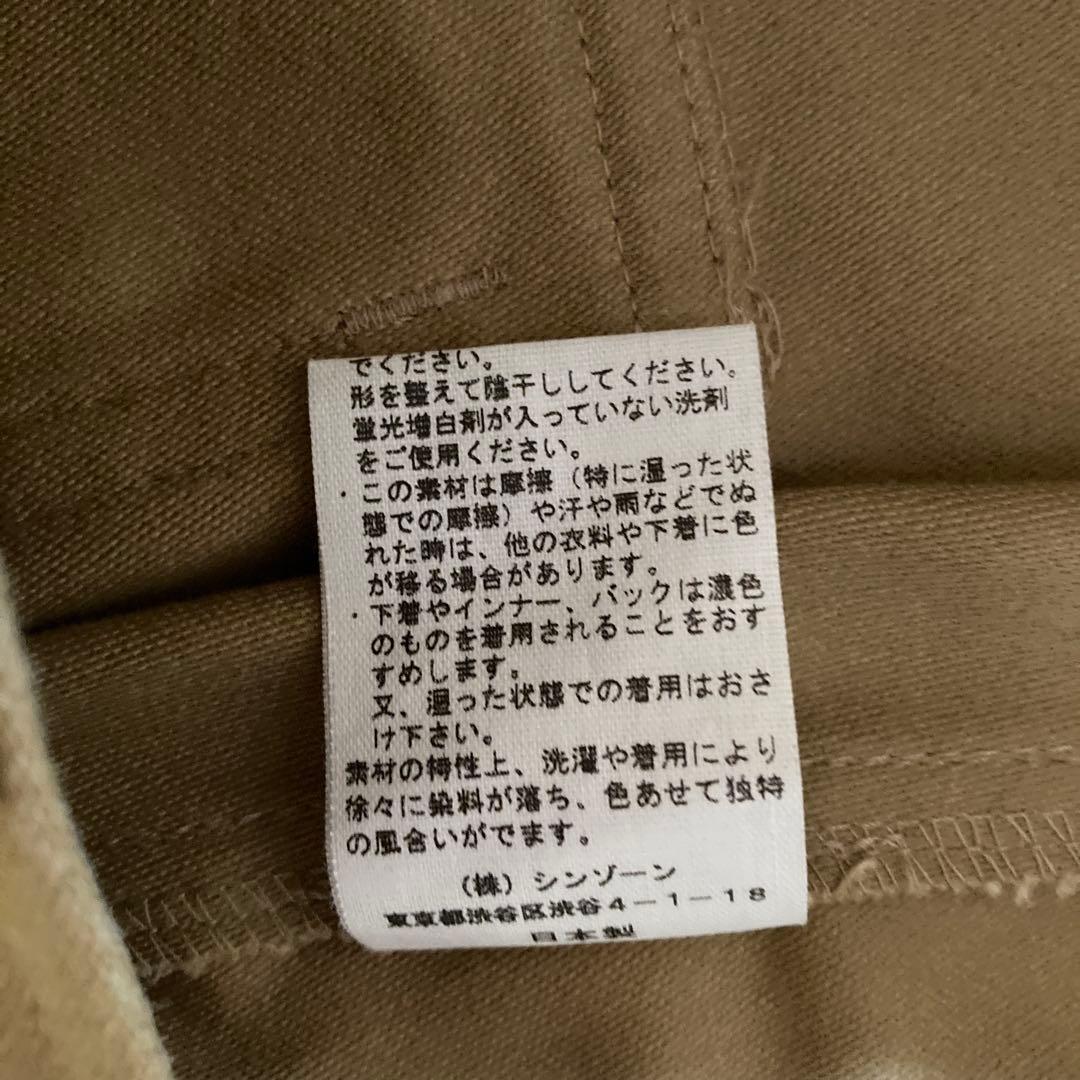 でください。
形を整えて陰干ししてください。
蛍光増白剤が入っていない洗剤
をご使用ください。
・この素材は摩擦（特に湿った状
態での摩擦）や汗や雨などでぬ
れた時は、他の衣料や下着に色
が移る場合があります。
・下着やインナー、バックは濃色
のものを着用されることをおす
すめします。
又、湿った状態での着用はおさ
け下さい。
素材の特性上、洗濯や着用により
徐々に染料が落ち、色あせて独特
の風合いがでます。
（株）シンゾーン
東京都渋谷区渋谷４－１－１８
日本製